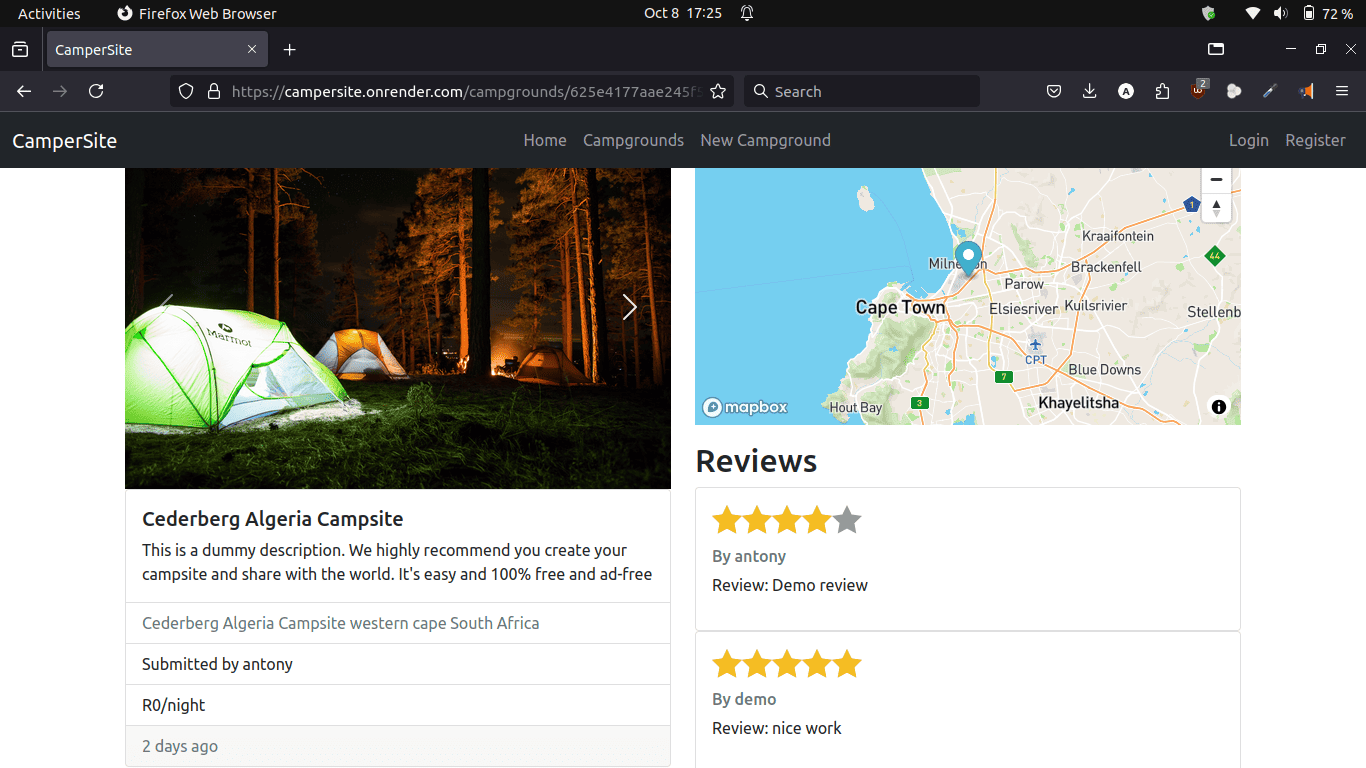 Activities Firefox Web Browser Oct 8 17:25 72 %
CamperSite
https://campersite.onrender.com/campgrounds/625e4177aae245f5 Search 2
CamperSite Home Campgrounds New Campground Login Register
Marmot
1
Kraaifontein
44
Milnerton
Brackenfell
Parow
Cape Town
Elsiesriver
Kuilsrivier
Stellenb
CPT
Blue Downs
7
3
Khayelitsha
Hout Bay
mapbox
Reviews
By antony
Review: Demo review
By demo
Review: nice work
Cederberg Algeria Campsite
This is a dummy description. We highly recommend you create your
campsite and share with the world. It's easy and 100% free and ad-free
Cederberg Algeria Campsite western cape South Africa
Submitted by antony
R0/night
2 days ago